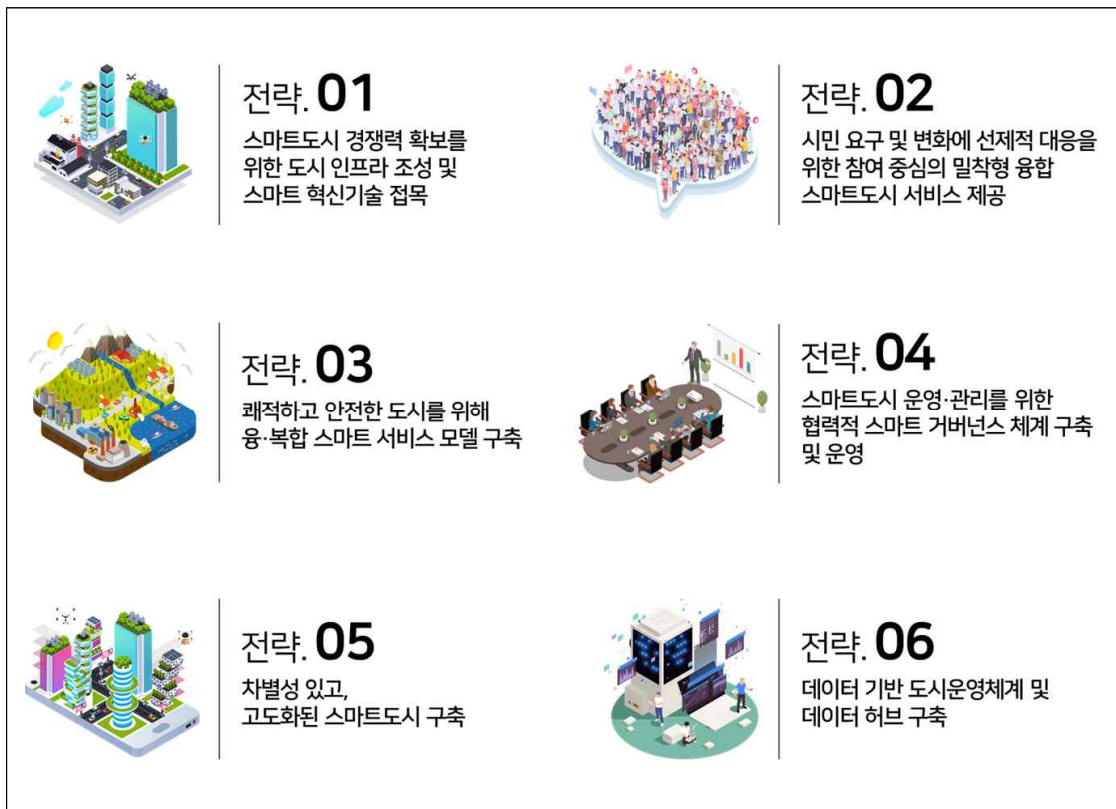 전략. 01
스마트도시 경쟁력 확보를
위한 도시 인프라 조성 및
스마트 혁신기술 접목
전략. 02
시민 요구 및 변화에 선제적 대응을
위한 참여 중심의 밀착형 융합
스마트도시 서비스 제공
전략. 03
쾌적하고 안전한 도시를 위해
융·복합 스마트 서비스 모델 구축
전략. 04
스마트도시 운영·관리를 위한
협력적 스마트 거버넌스 체계 구축
및 운영
전략. 05
차별성 있고,
고도화된 스마트도시 구축
전략. 06
데이터 기반 도시운영체계 및
데이터 허브 구축